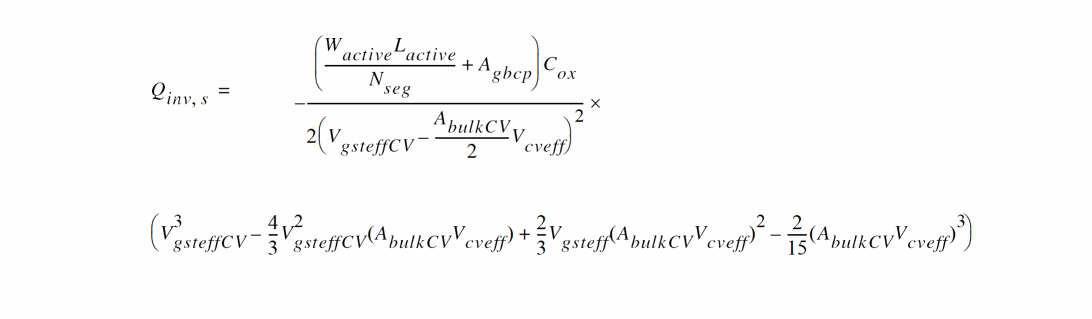 Q_{inv, s} = -\frac{\left(\frac{W_{active}L_{active}}{N_{seg}} + A_{gbcp}\right)C_{ox}}{2\left(V_{gsteffCV} - \frac{A_{bulkCV}}{2}V_{cveff}\right)^2} ×
\left(V_{gsteffCV}^3 - \frac{4}{3}V_{gsteffCV}^2(A_{bulkCV}V_{cveff}) + \frac{2}{3}V_{gsteff}(A_{bulkCV}V_{cveff})^2 - \frac{2}{15}(A_{bulkCV}V_{cveff})^3\right)